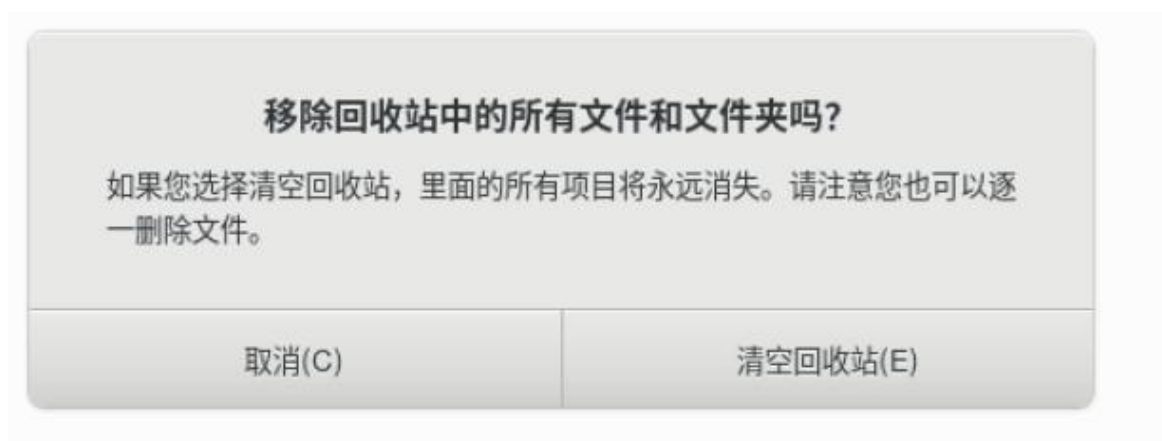 移除回收站中的所有文件和文件夹吗?
如果您选择清空回收站，里面的所有项目将永远消失。请注意您也可以逐
一删除文件。
取消(C)
清空回收站(E)